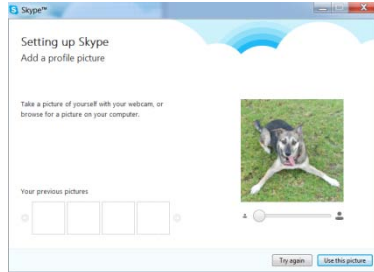 Skype™
Setting up Skype
Add a profile picture
Take a picture of yourself with your webcam, or
browse for a picture on your computer.
Your previous pictures
Try again
Use this picture